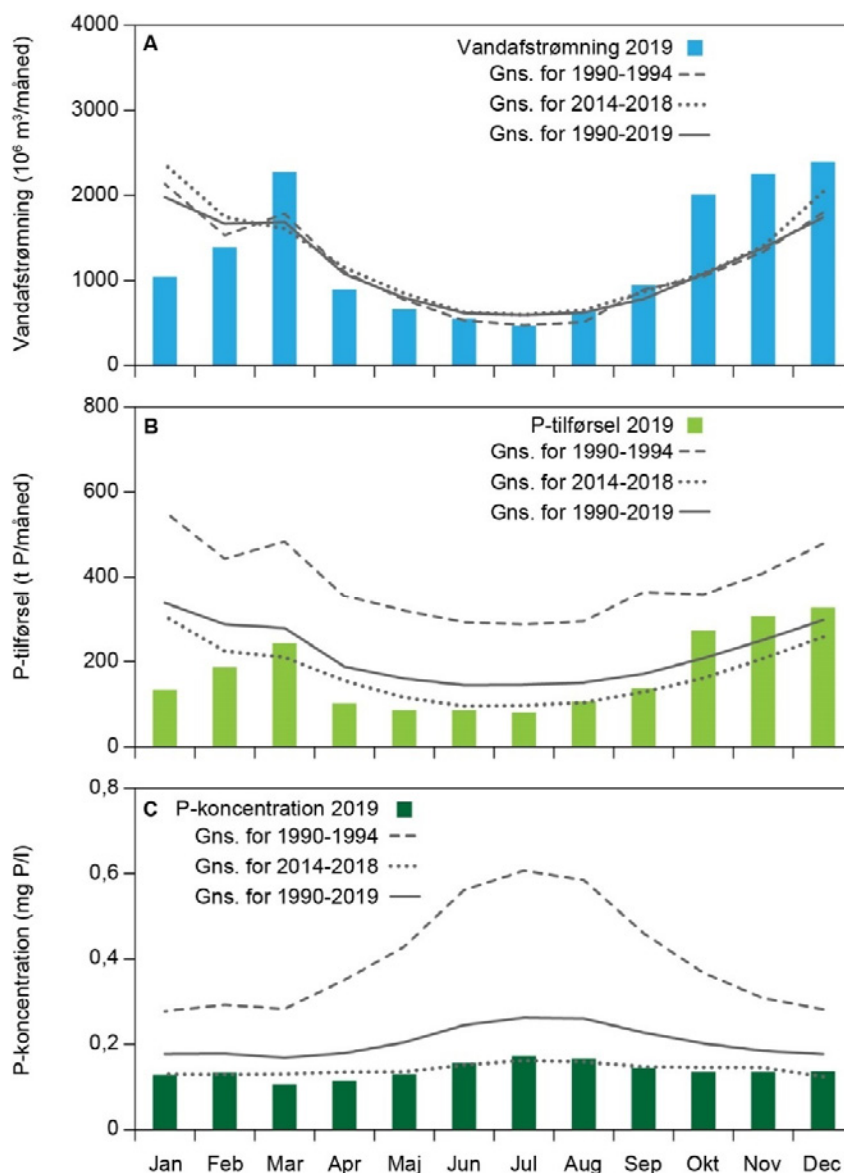 A
Vandafstrømning 2019
Gns. for 1990-1994
Gns. for 2014-2018
Gns. for 1990-2019
Vandafstrømning (10⁶ m³/måned)
4000
3000
2000
1000
0
B
P-tilførsel 2019
Gns. for 1990-1994
Gns. for 2014-2018
Gns. for 1990-2019
P-tilførsel (t P/måned)
800
600
400
200
0
C
P-koncentration 2019
Gns. for 1990-1994
Gns. for 2014-2018
Gns. for 1990-2019
P-koncentration (mg P/l)
0,8
0,6
0,4
0,2
0
Jan Feb Mar Apr Maj Jun Jul Aug Sep Okt Nov Dec